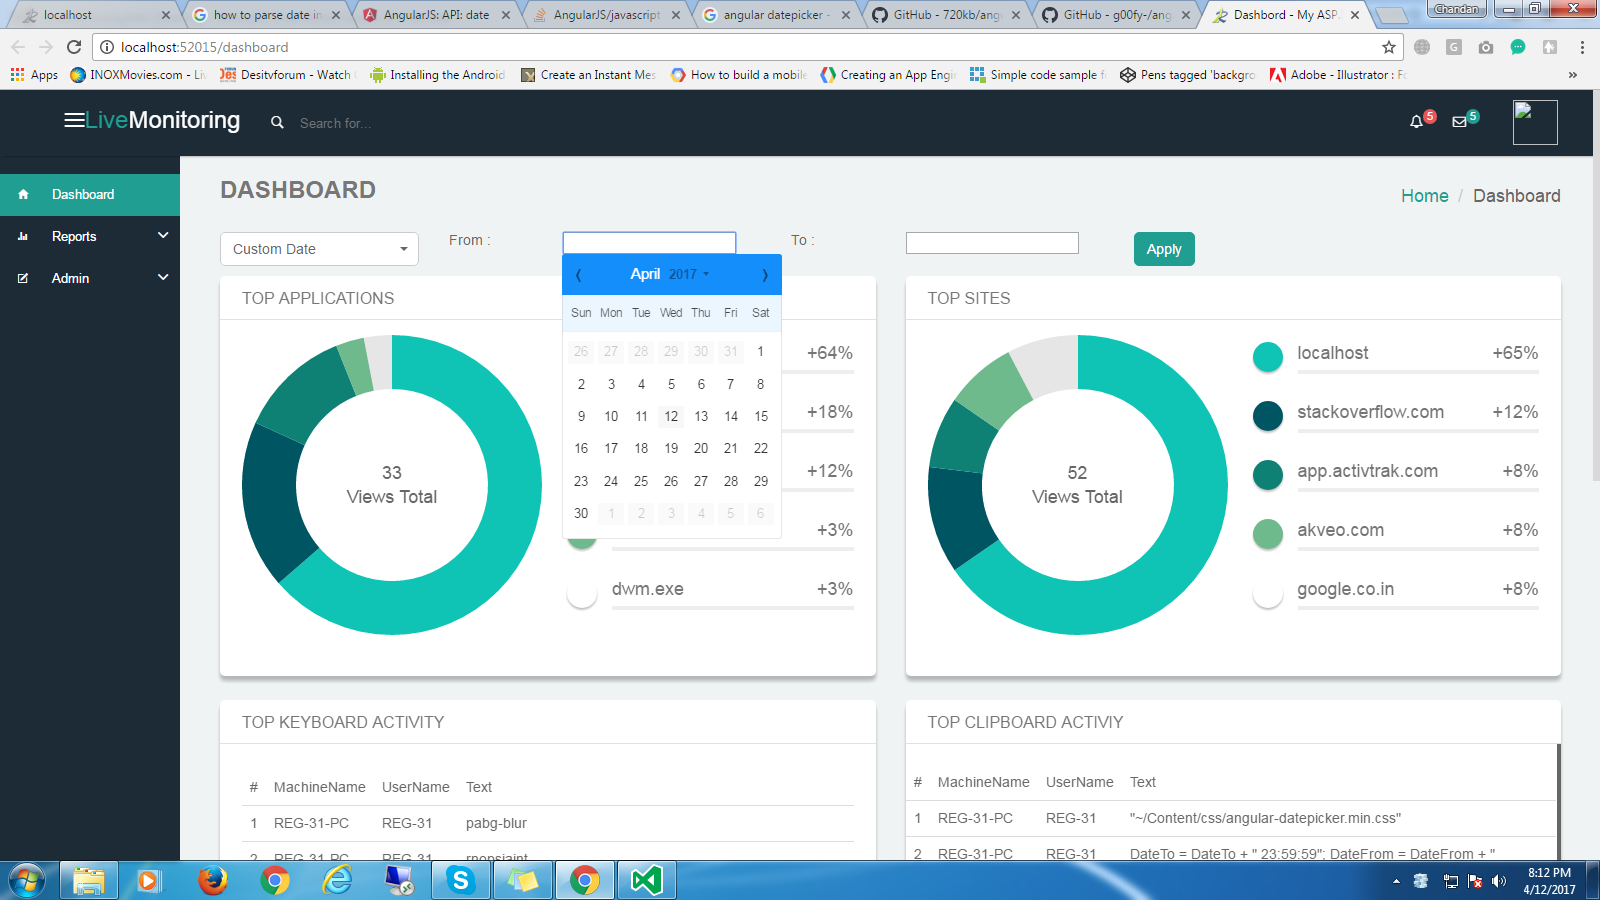 localhost
how to parse date in
AngularJS: API: date
AngularJS/javascript
angular datepicker -
GitHub - 720kb/ang
GitHub - g00fy-/ang
Dashbord - My ASP.
Chandan
localhost:52015/dashboard
Apps
INOXMovies.com - Li
Desitvforum - Watch
Installing the Android
Create an Instant Mes
How to build a mobile
Creating an App Engi
Simple code sample f
Pens tagged 'backgro
Adobe - Illustrator : Fo
»
LiveMonitoring
Search for...
5
5
Dashboard
Reports
Admin
DASHBOARD
Home / Dashboard
Custom Date
From :
To :
Apply
April 2017
Sun Mon Tue Wed Thu Fri Sat
26 27 28 29 30 31 1
2 3 4 5 6 7 8
9 10 11 12 13 14 15
16 17 18 19 20 21 22
23 24 25 26 27 28 29
30 1 2 3 4 5 6
TOP APPLICATIONS
33
Views Total
+64%
+18%
+12%
+3%
dwm.exe +3%
TOP SITES
52
Views Total
localhost +65%
stackoverflow.com +12%
app.activtrak.com +8%
akveo.com +8%
google.co.in +8%
TOP KEYBOARD ACTIVITY
# MachineName UserName Text
1 REG-31-PC REG-31 pabg-blur
2 REG-31-PC REG-31
TOP CLIPBOARD ACTIVIY
# MachineName UserName Text
1 REG-31-PC REG-31 "~/Content/css/angular-datepicker.min.css"
2 REG-31-PC REG-31 DateTo = DateTo + " 23:59:59"; DateFrom = DateFrom + "
8:12 PM
4/12/2017